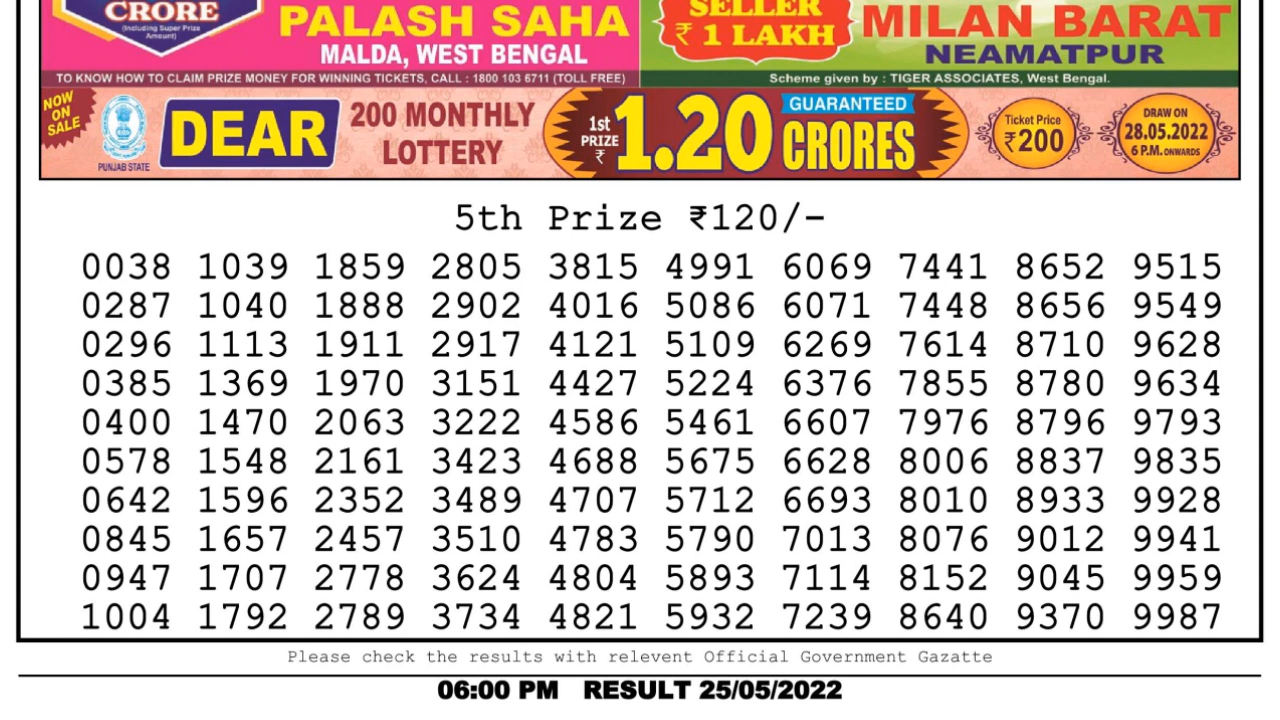 CRORE
(Including Super Prize
Amount)
PALASH SAHA
MALDA, WEST BENGAL
SELLER
₹ 1 LAKH
MILAN BARAT
NEAMATPUR
TO KNOW HOW TO CLAIM PRIZE MONEY FOR WINNING TICKETS, CALL : 1800 103 6711 (TOLL FREE)
Scheme given by : TIGER ASSOCIATES, West Bengal.
NOW
ON
SALE
PUNJAB STATE
DEAR
200 MONTHLY
LOTTERY
1st
PRIZE
₹
1.20
GUARANTEED
CRORES
Ticket Price
₹200
DRAW ON
28.05.2022
6 P.M. ONWARDS
5th Prize ₹120/-
0038 1039 1859 2805 3815 4991 6069 7441 8652 9515
0287 1040 1888 2902 4016 5086 6071 7448 8656 9549
0296 1113 1911 2917 4121 5109 6269 7614 8710 9628
0385 1369 1970 3151 4427 5224 6376 7855 8780 9634
0400 1470 2063 3222 4586 5461 6607 7976 8796 9793
0578 1548 2161 3423 4688 5675 6628 8006 8837 9835
0642 1596 2352 3489 4707 5712 6693 8010 8933 9928
0845 1657 2457 3510 4783 5790 7013 8076 9012 9941
0947 1707 2778 3624 4804 5893 7114 8152 9045 9959
1004 1792 2789 3734 4821 5932 7239 8640 9370 9987
Please check the results with relevent Official Government Gazatte
06:00 PM RESULT 25/05/2022